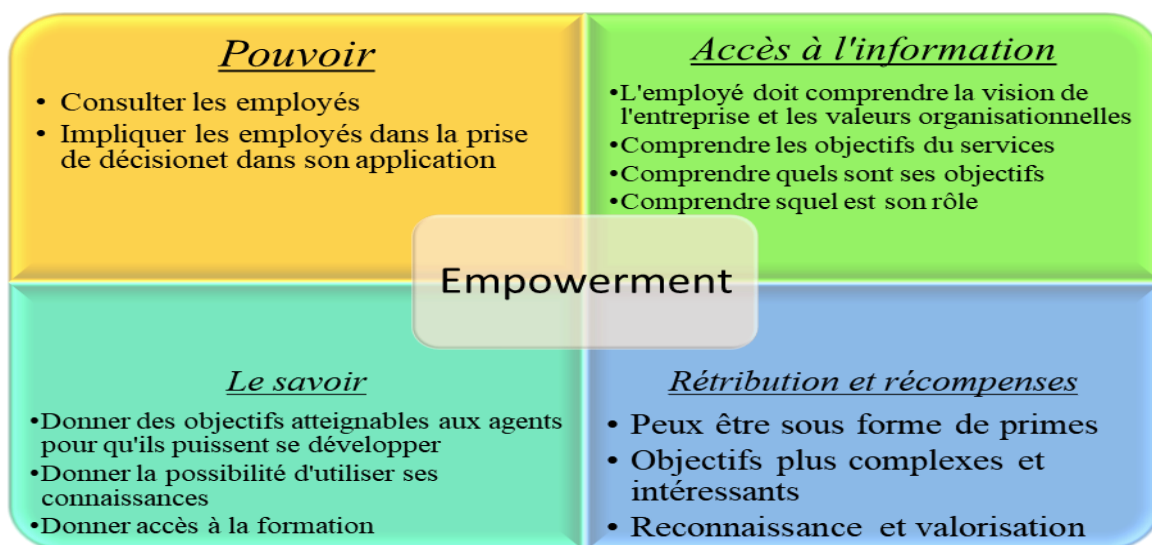 Pouvoir
• Consulter les employés
• Impliquer les employés dans la prise
de décisionet dans son application
Accès à l'information
•L'employé doit comprendre la vision de
l'entreprise et les valeurs organisationnelles
•Comprendre les objectifs du services
•Comprendre quels sont ses objectifs
•Comprendre squel est son rôle
Empowerment
Le savoir
•Donner des objectifs atteignables aux agents
pour qu'ils puissent se développer
•Donner la possibilité d'utiliser ses
connaissances
•Donner accès à la formation
Rétribution et récompenses
• Peux être sous forme de primes
• Objectifs plus complexes et
intéressants
• Reconnaissance et valorisation